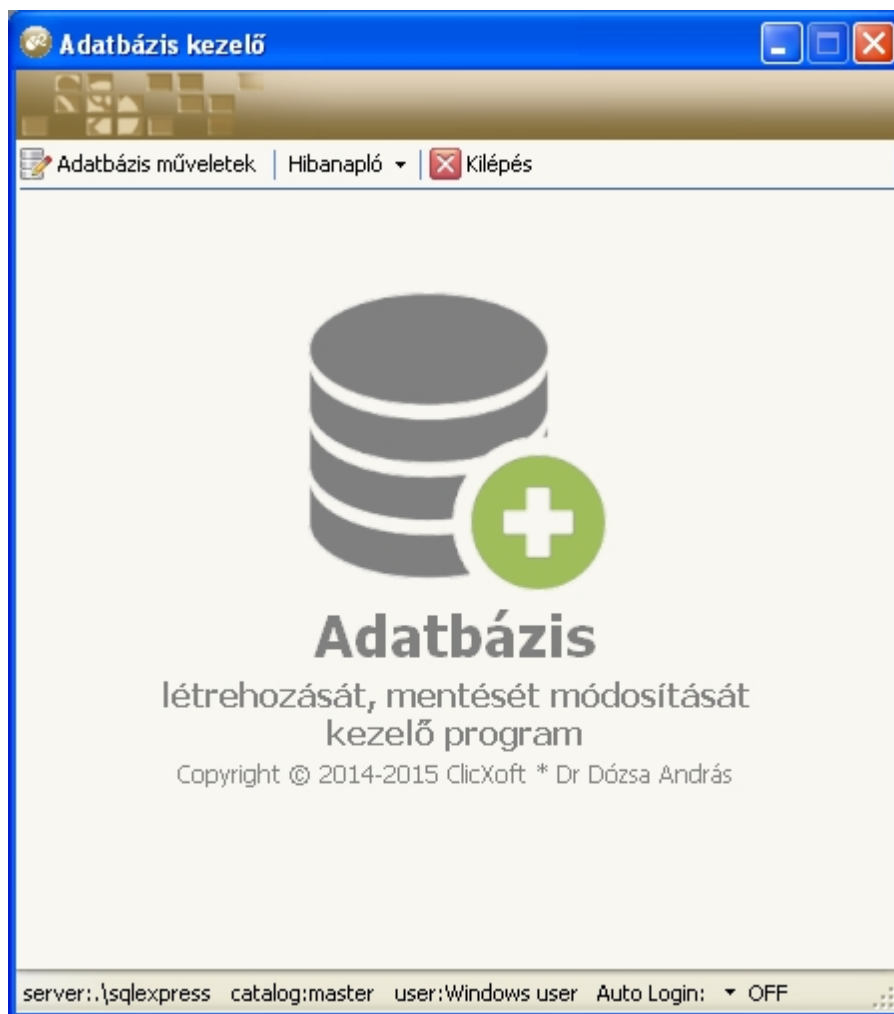 Adatbázis kezelő
Adatbázis műveletek Hibanapló Kilépés
Adatbázis
létrehozását, mentését módosítását
kezelő program
Copyright © 2014-2015 ClicXoft * Dr Dózsa András
server:.\sqlexpress catalog:master user:Windows user Auto Login: OFF